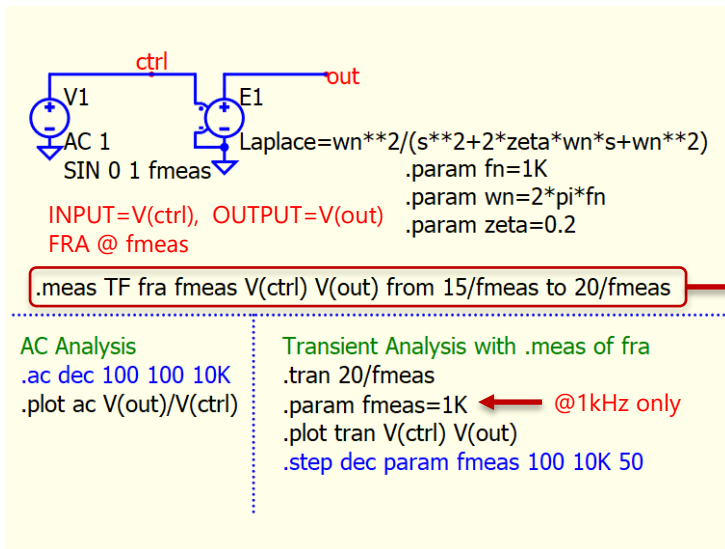 ctrl
out
V1
E1
AC 1
Laplace=wn**2/(s**2+2*zeta*wn*s+wn**2)
SIN 0 1 fmeas
.param fn=1K
.param wn=2*pi*fn
.param zeta=0.2
INPUT=V(ctrl), OUTPUT=V(out)
FRA @ fmeas
.meas TF fra fmeas V(ctrl) V(out) from 15/fmeas to 20/fmeas
AC Analysis
.ac dec 100 100 10K
.plot ac V(out)/V(ctrl)
Transient Analysis with .meas of fra
.tran 20/fmeas
.param fmeas=1K
@1kHz only
.plot tran V(ctrl) V(out)
.step dec param fmeas 100 10K 50